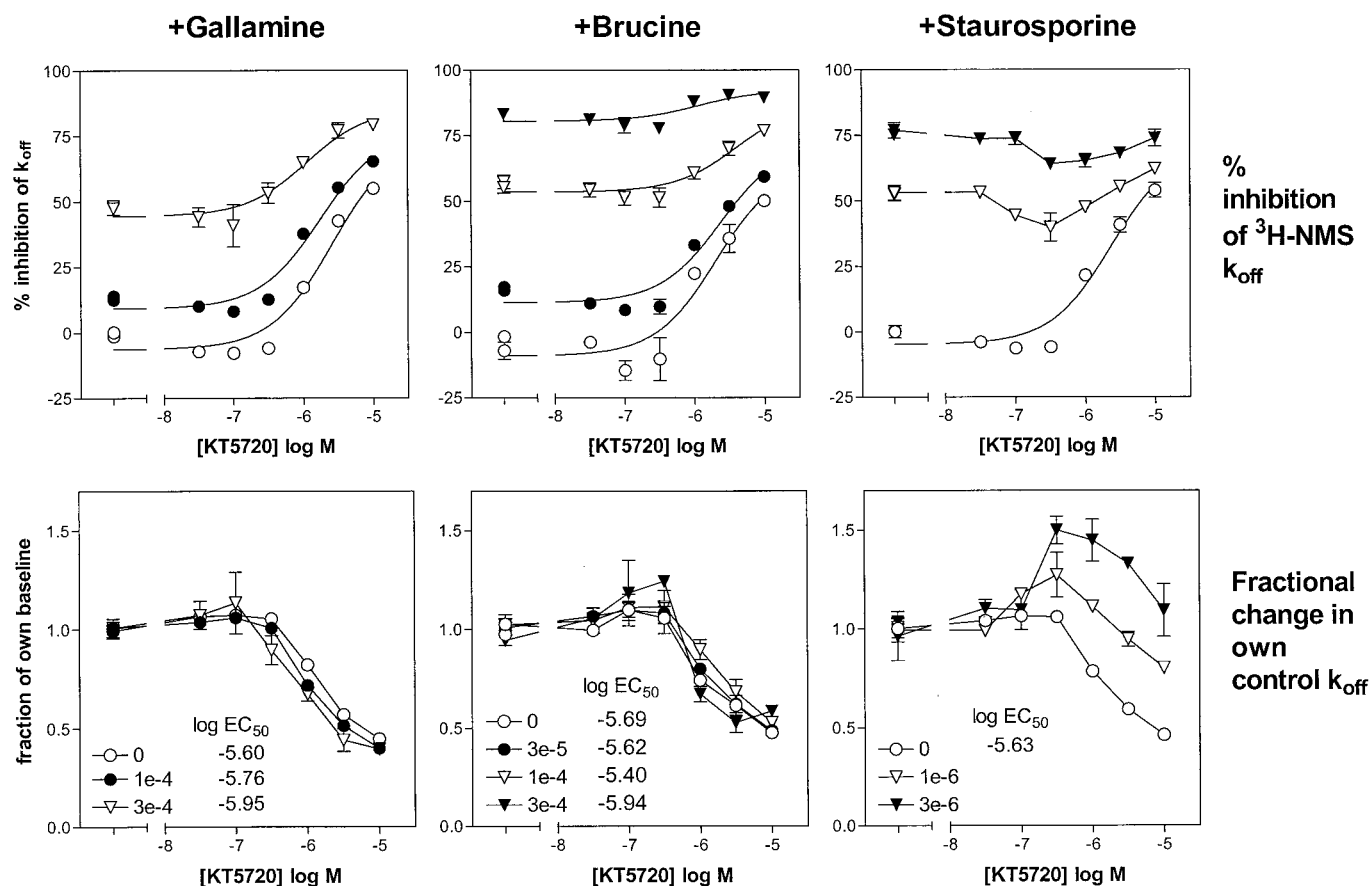 +Gallamine
+Brucine
+Staurosporine
% inhibition of k_off
100
75
50
25
0
-25
-8
-7
-6
-5
[KT5720] log M
100
75
50
25
0
-25
-8
-7
-6
-5
[KT5720] log M
100
75
50
25
0
-25
-8
-7
-6
-5
[KT5720] log M
%
inhibition
of ³H-NMS
k_off
fraction of own baseline
1.5
1.0
0.5
0.0
log EC₅₀
0 -5.60
1e-4 -5.76
3e-4 -5.95
-8
-7
-6
-5
[KT5720] log M
1.5
1.0
0.5
0.0
log EC₅₀
0 -5.69
3e-5 -5.62
1e-4 -5.40
3e-4 -5.94
-8
-7
-6
-5
[KT5720] log M
1.5
1.0
0.5
0.0
log EC₅₀
0 -5.63
1e-6
3e-6
-8
-7
-6
-5
[KT5720] log M
Fractional
change in
own
control k_off